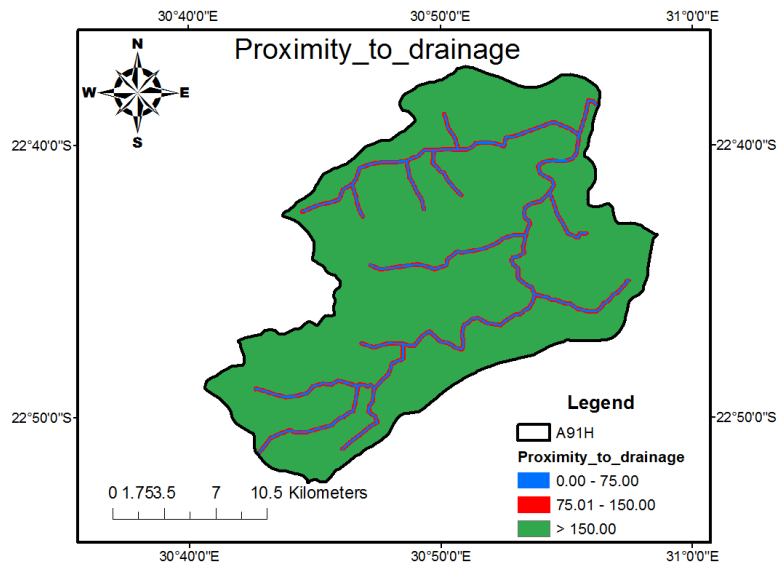 30°40'0"E 30°50'0"E 31°0'0"E
Proximity_to_drainage
N
W E
S
22°40'0"S 22°40'0"S
22°50'0"S 22°50'0"S
Legend
A91H
Proximity_to_drainage
0.00 - 75.00
75.01 - 150.00
> 150.00
0 1.753.5 7 10.5 Kilometers
30°40'0"E 30°50'0"E 31°0'0"E